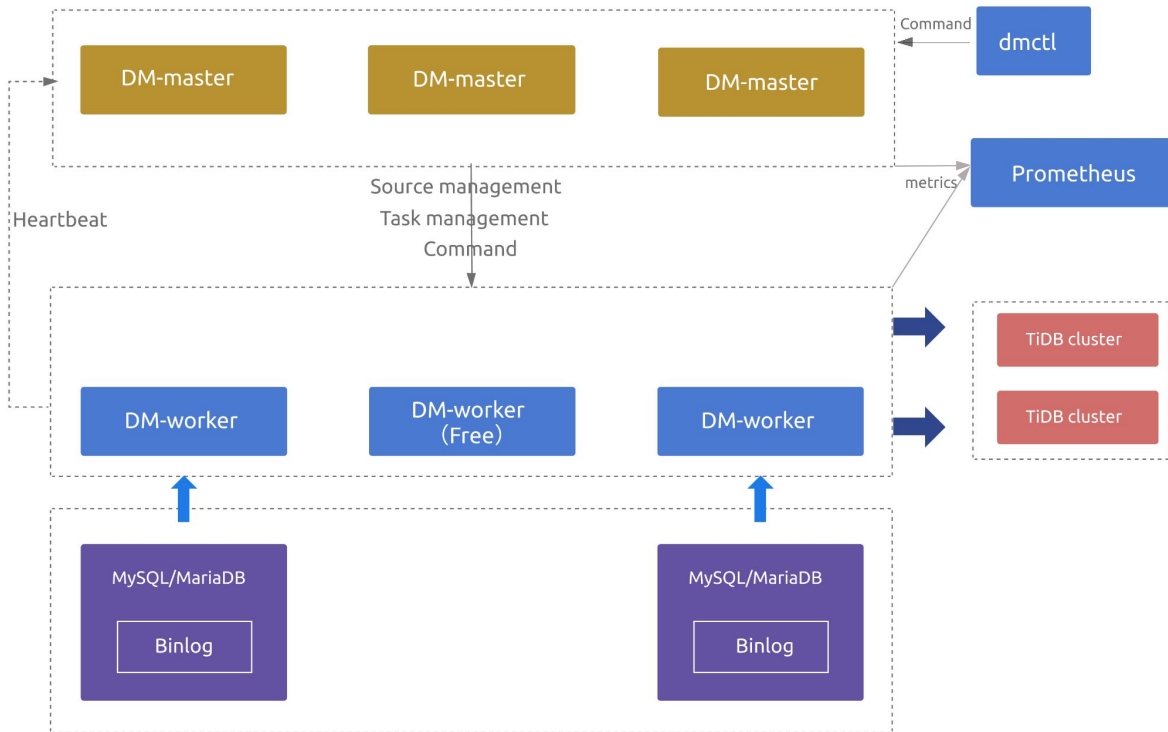 Command
dmctl
DM-master
DM-master
DM-master
Prometheus
metrics
Source management
Task management
Command
Heartbeat
TiDB cluster
TiDB cluster
DM-worker
DM-worker
（Free）
DM-worker
MySQL/MariaDB
Binlog
MySQL/MariaDB
Binlog